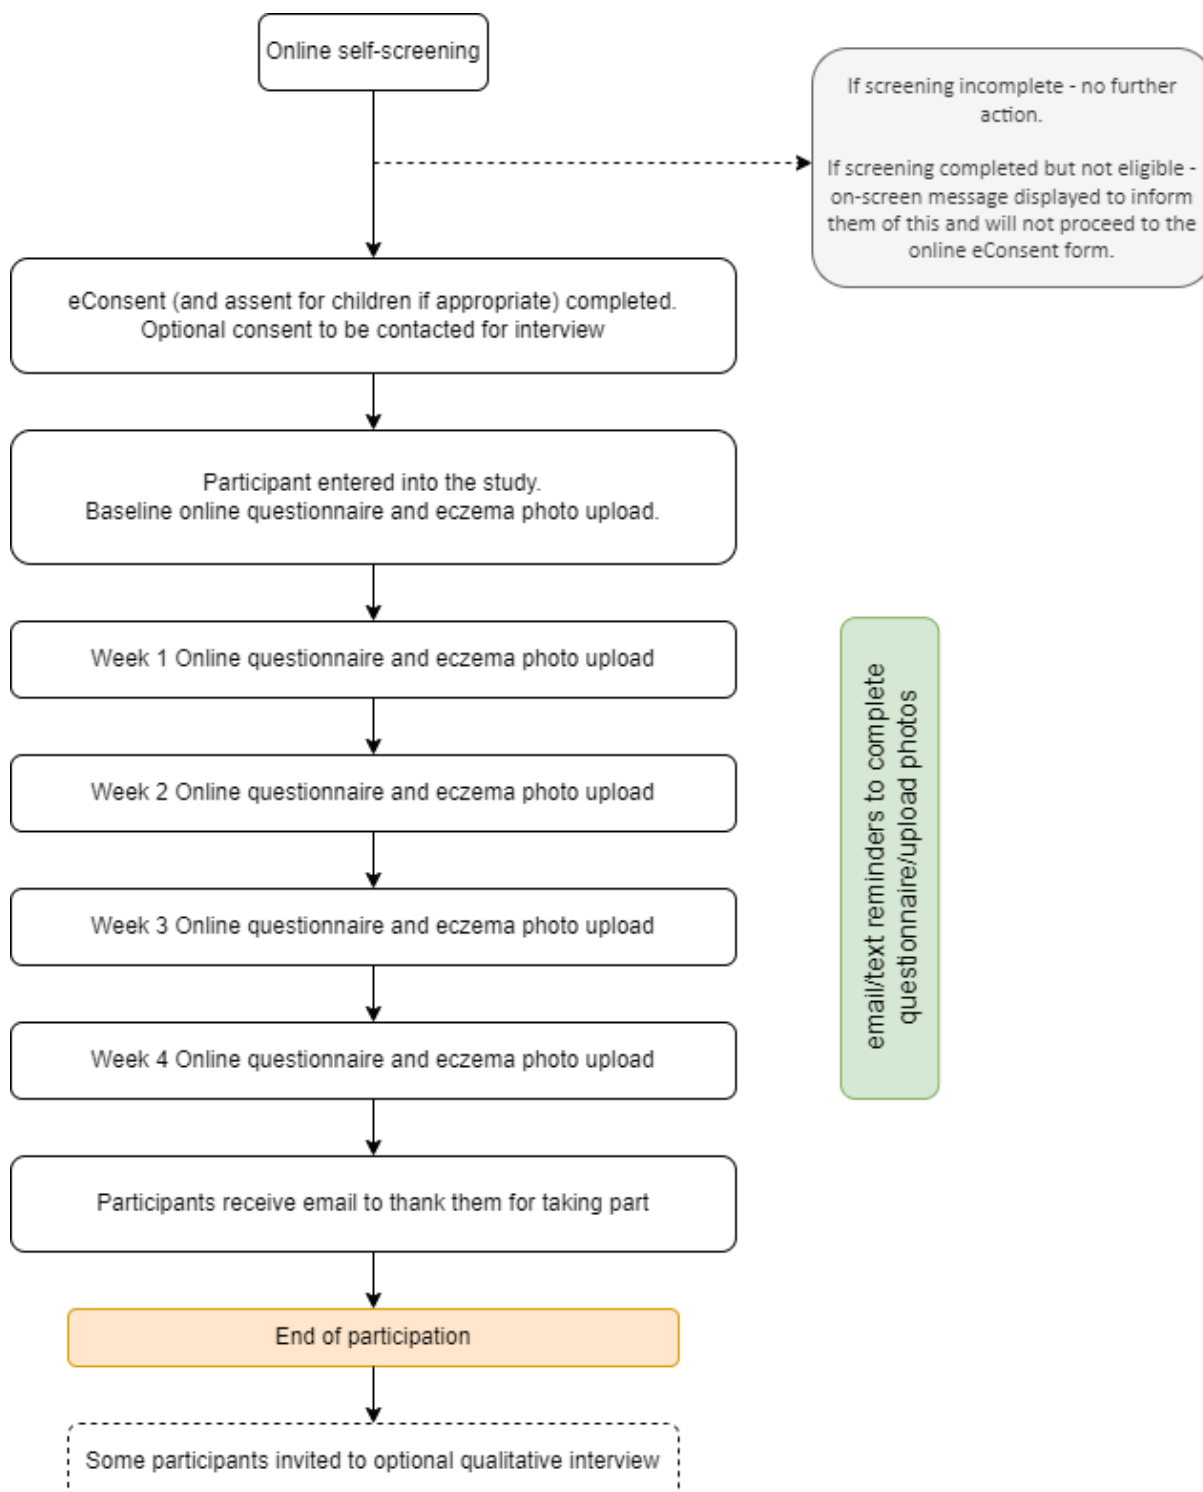 Online self-screening
If screening incomplete - no further
action.
If screening completed but not eligible -
on-screen message displayed to inform
them of this and will not proceed to the
online eConsent form.
eConsent (and assent for children if appropriate) completed.
Optional consent to be contacted for interview
Participant entered into the study.
Baseline online questionnaire and eczema photo upload.
Week 1 Online questionnaire and eczema photo upload
Week 2 Online questionnaire and eczema photo upload
Week 3 Online questionnaire and eczema photo upload
Week 4 Online questionnaire and eczema photo upload
email/text reminders to complete
questionnaire/upload photos
Participants receive email to thank them for taking part
End of participation
Some participants invited to optional qualitative interview